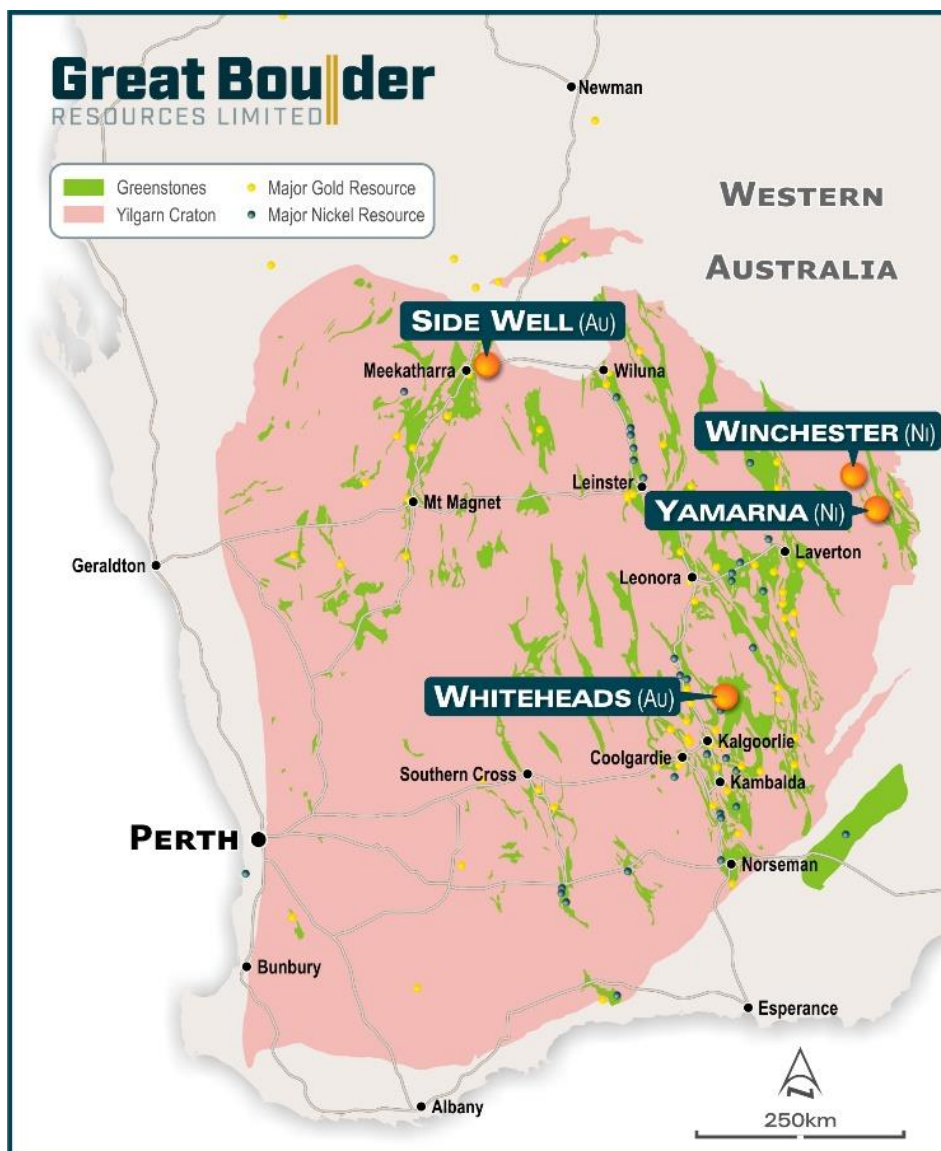 Great Boulder
RESOURCES LIMITED
Greenstones
Major Gold Resource
Yilgarn Craton
Major Nickel Resource
Newman
WESTERN
AUSTRALIA
SIDE WELL (AU)
Meekatharra
Wiluna
WINCHESTER (NI)
Leinster
YAMARNA (NI)
Mt Magnet
Laverton
Geraldton
Leonora
WHITEHEADS (AU)
Kalgoorlie
Coolgardie
Southern Cross
Kambalda
PERTH
Norseman
Bunbury
Esperance
Albany
250km